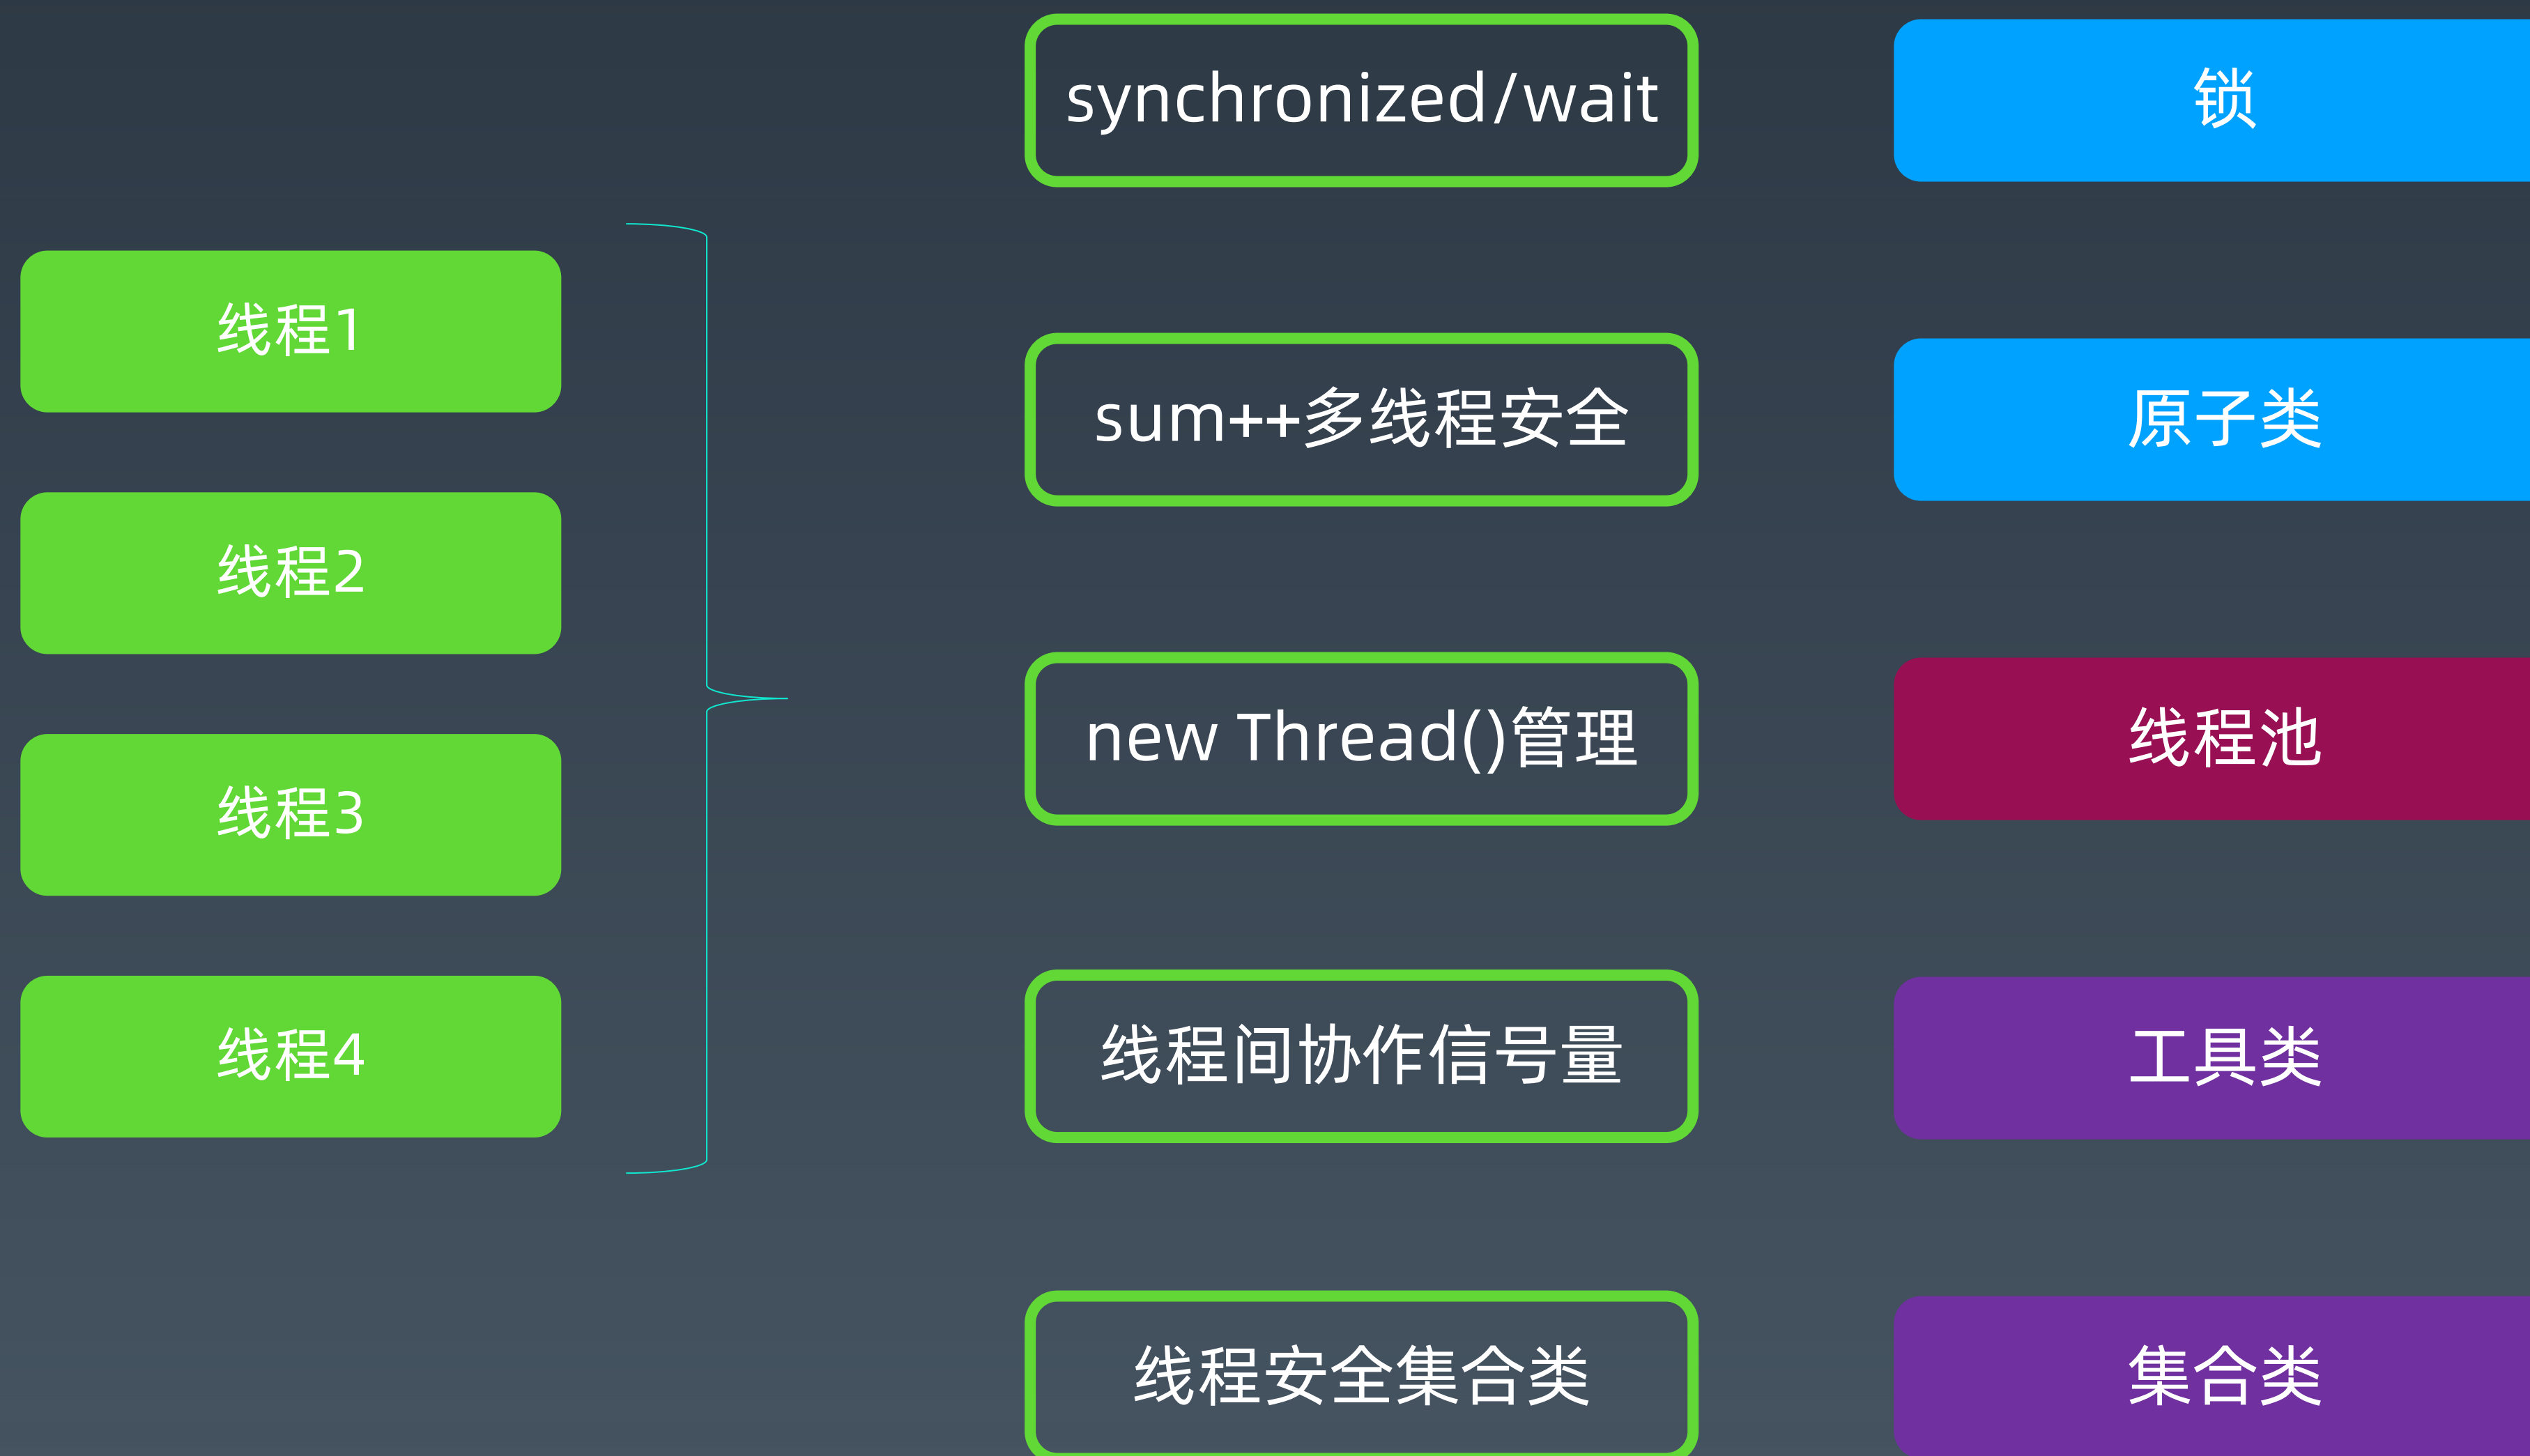 synchronized/wait
锁
线程1
sum++多线程安全
原子类
线程2
new Thread()管理
线程池
线程3
线程间协作信号量
工具类
线程4
线程安全集合类
集合类